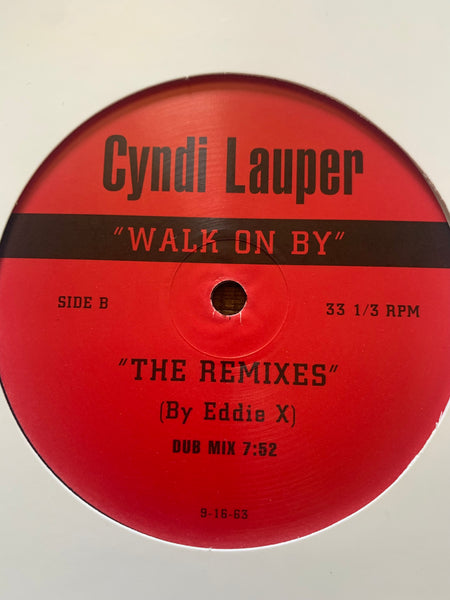 Cyndi Lauper
"WALK ON BY"
SIDE B
33 1/3 RPM
"THE REMIXES"
(By Eddie X)
DUB MIX 7:52
9-16-63